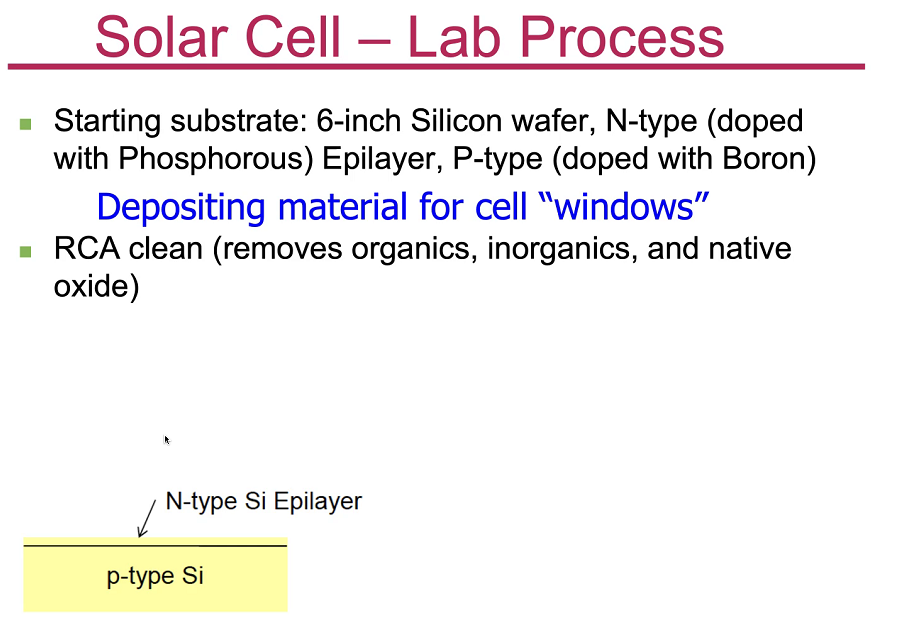 Solar Cell – Lab Process
Starting substrate: 6-inch Silicon wafer, N-type (doped
with Phosphorous) Epilayer, P-type (doped with Boron)
Depositing material for cell “windows”
RCA clean (removes organics, inorganics, and native
oxide)
N-type Si Epilayer
p-type Si